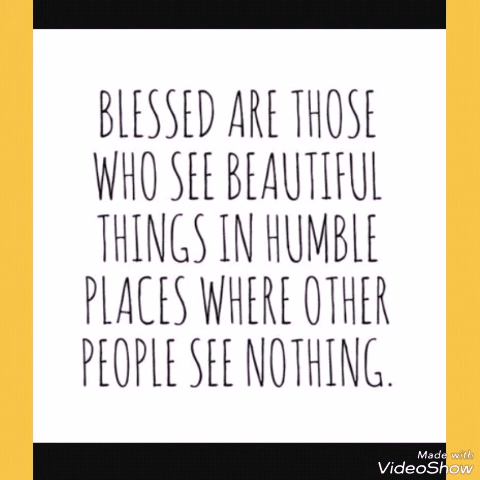 BLESSED ARE THOSE
WHO SEE BEAUTIFUL
THINGS IN HUMBLE
PLACES WHERE OTHER
PEOPLE SEE NOTHING.
Made with
VideoShow